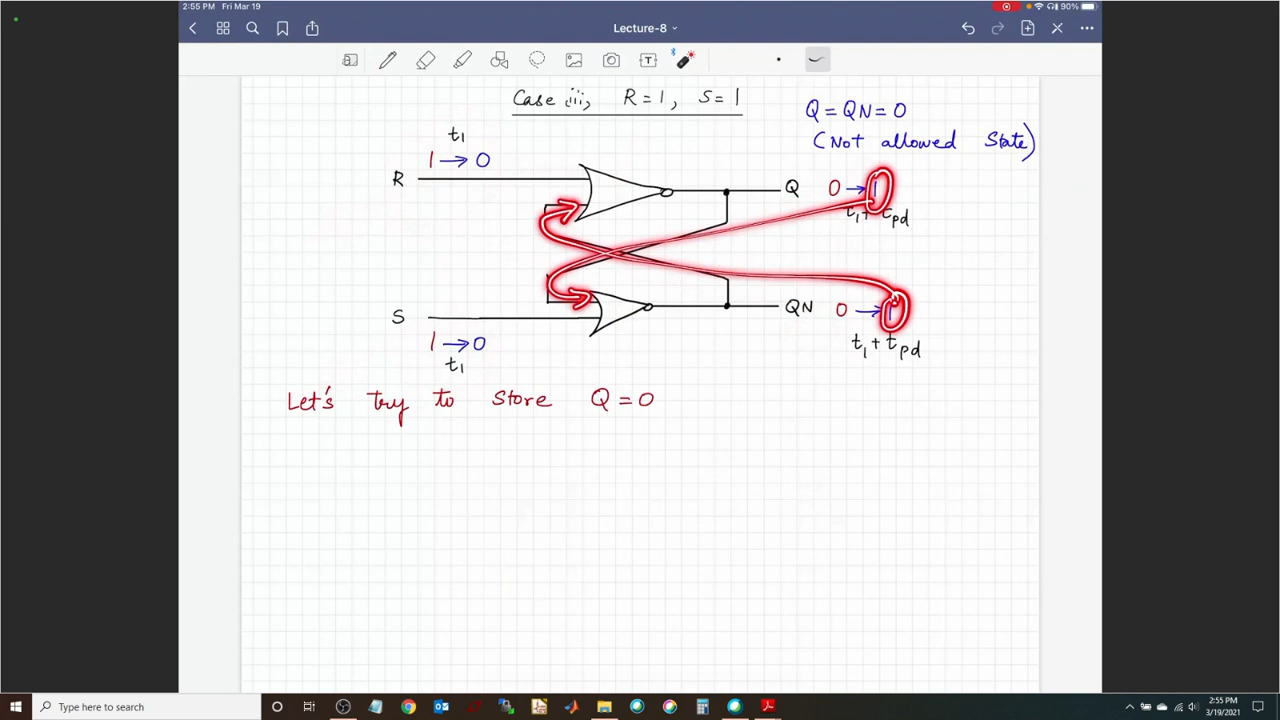 2:55 PM Fri Mar 19
90%
Lecture-8
T
Case iii, R=1, S=1
Q = QN = 0
(Not allowed State)
t₁
1 → 0
R
Q 0 → 1
t₁ + tpd
S
QN 0 → 1
1 → 0
t₁ + tpd
t₁
Let's try to store Q = 0
Type here to search
2:55 PM
3/19/2021